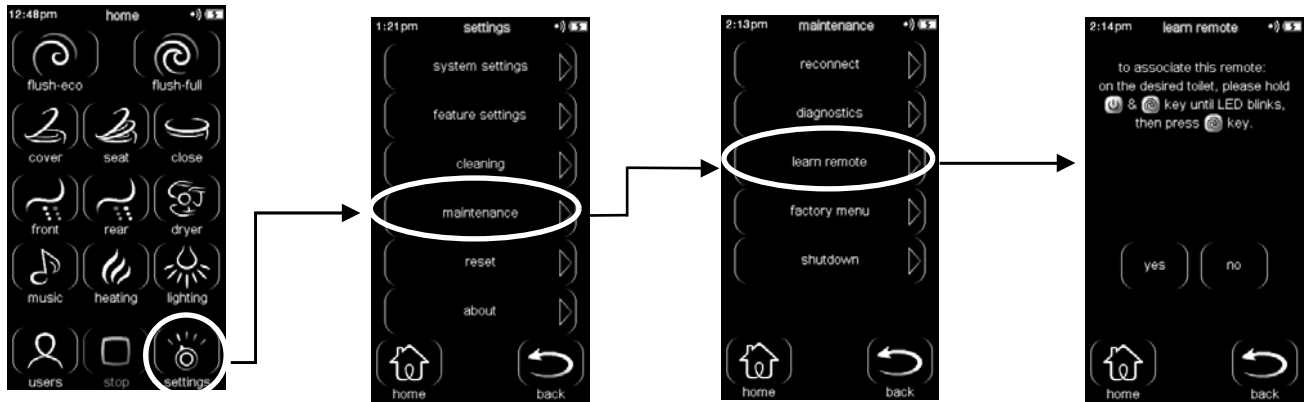 12:48pm home
flush-eco flush-full
cover seat close
front rear dryer
music heating lighting
users stop settings
1:21pm settings
system settings
feature settings
cleaning
maintenance
reset
about
home back
2:13pm maintenance
reconnect
diagnostics
learn remote
factory menu
shutdown
home back
2:14pm learn remote
to associate this remote:
on the desired toilet, please hold
& key until LED blinks,
then press key.
yes no
home back